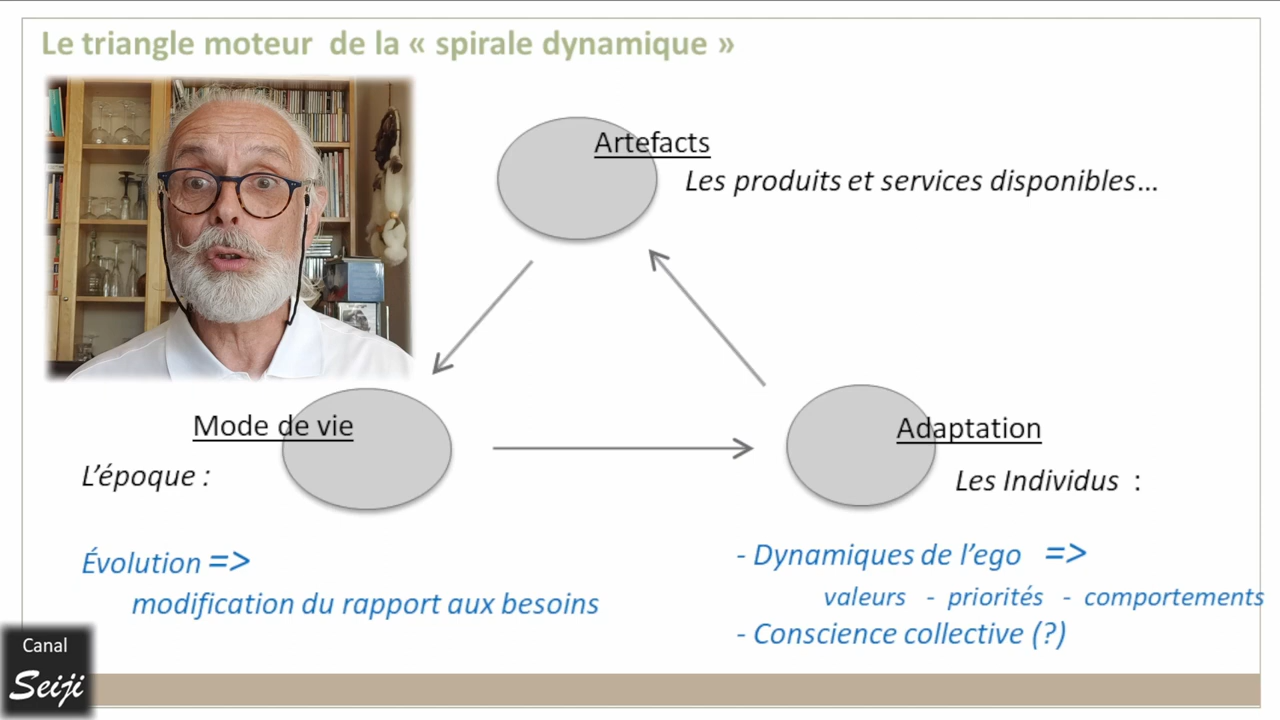 Le triangle moteur de la « spirale dynamique »
Artefacts
Les produits et services disponibles...
Mode de vie
L'époque :
Adaptation
Les Individus :
Évolution =>
modification du rapport aux besoins
- Dynamiques de l'ego =>
valeurs - priorités - comportements
- Conscience collective (?)
Canal
Seiji